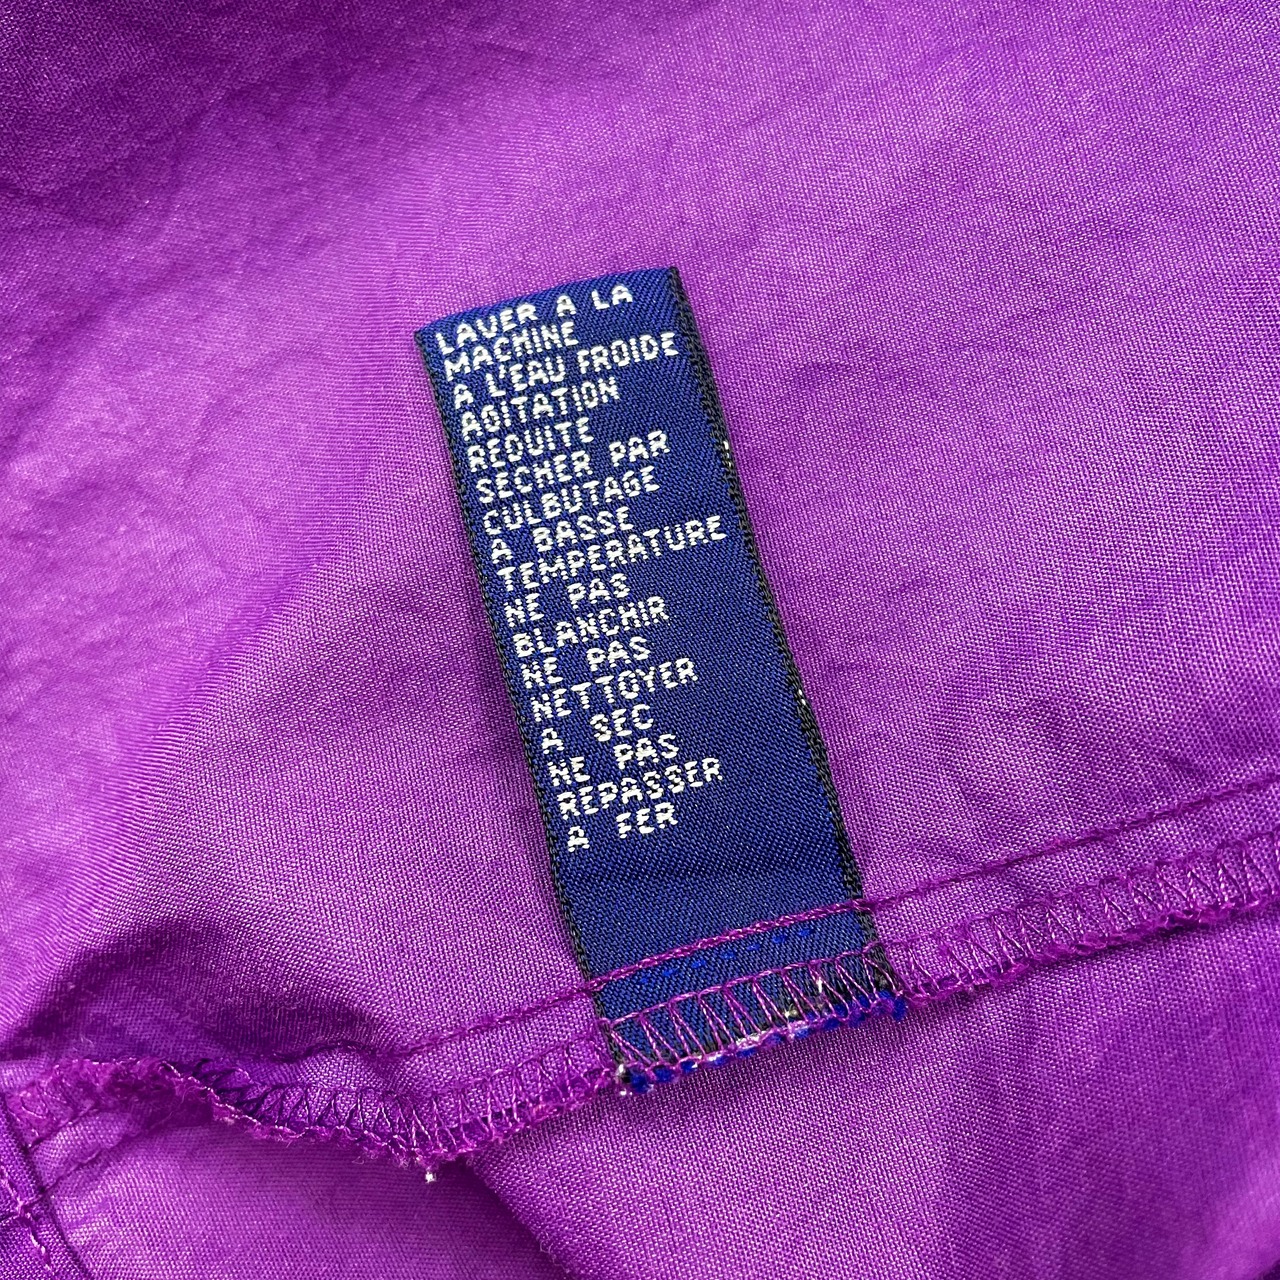 LAVER A LA
MACHINE
A L'EAU FROIDE
AGITATION
REDUITE
SECHER PAR
CULBUTAGE
A BASSE
TEMPERATURE
NE PAS
BLANCHIR
NE PAS
NETTOYER
A SEC
NE PAS
REPASSER
A FER